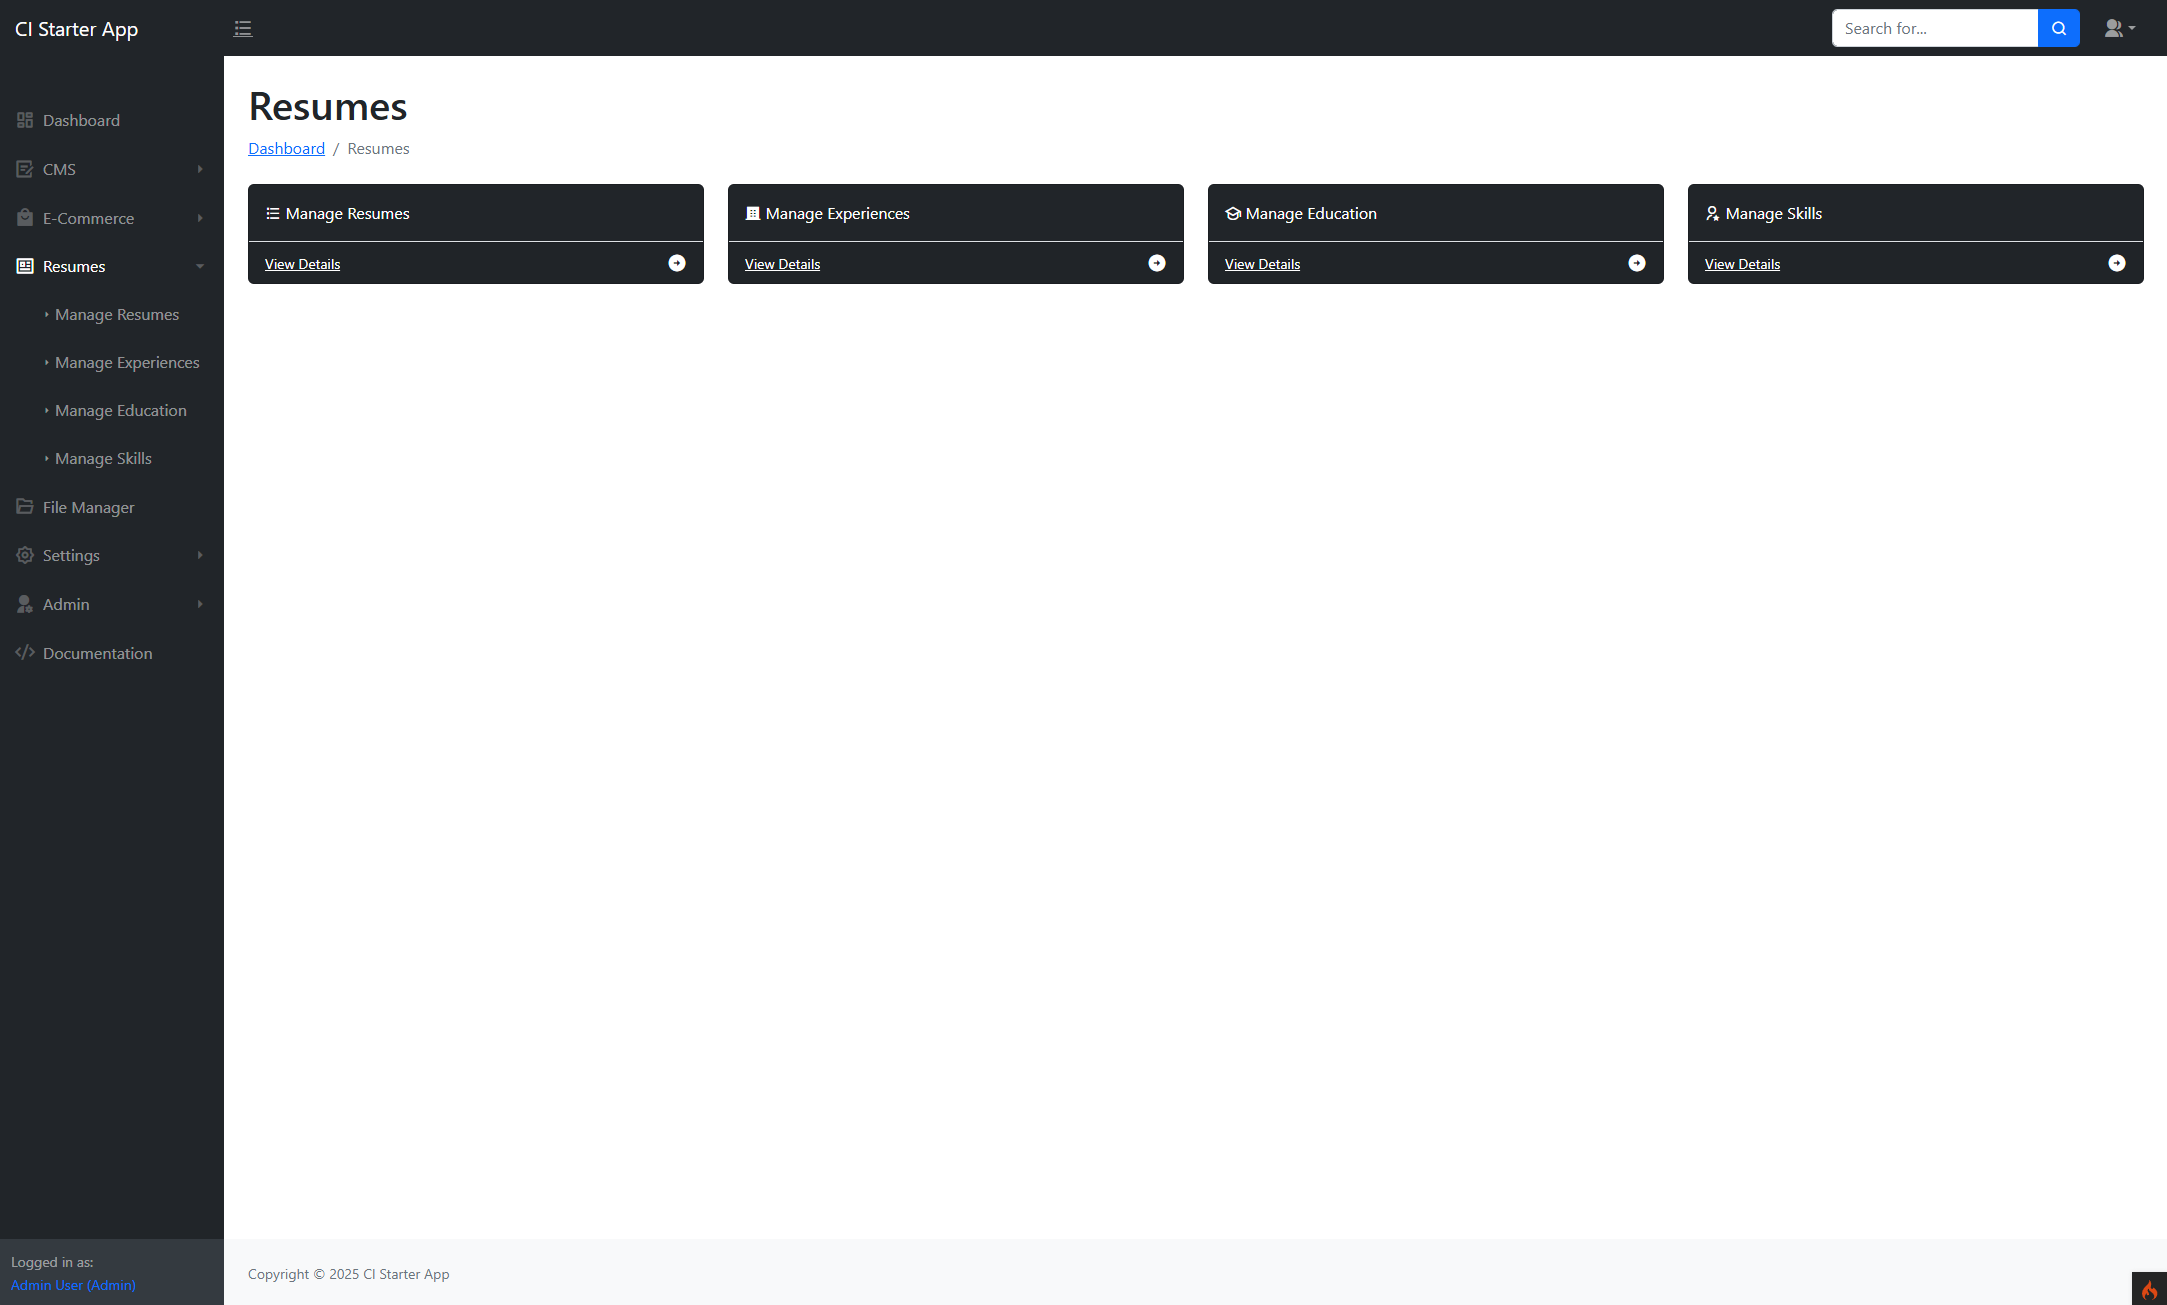 CI Starter App
Search for...
Dashboard
CMS
E-Commerce
Resumes
Manage Resumes
Manage Experiences
Manage Education
Manage Skills
File Manager
Settings
Admin
Documentation
Logged in as:
Admin User (Admin)
Resumes
Dashboard / Resumes
Manage Resumes
View Details
Manage Experiences
View Details
Manage Education
View Details
Manage Skills
View Details
Copyright © 2025 CI Starter App